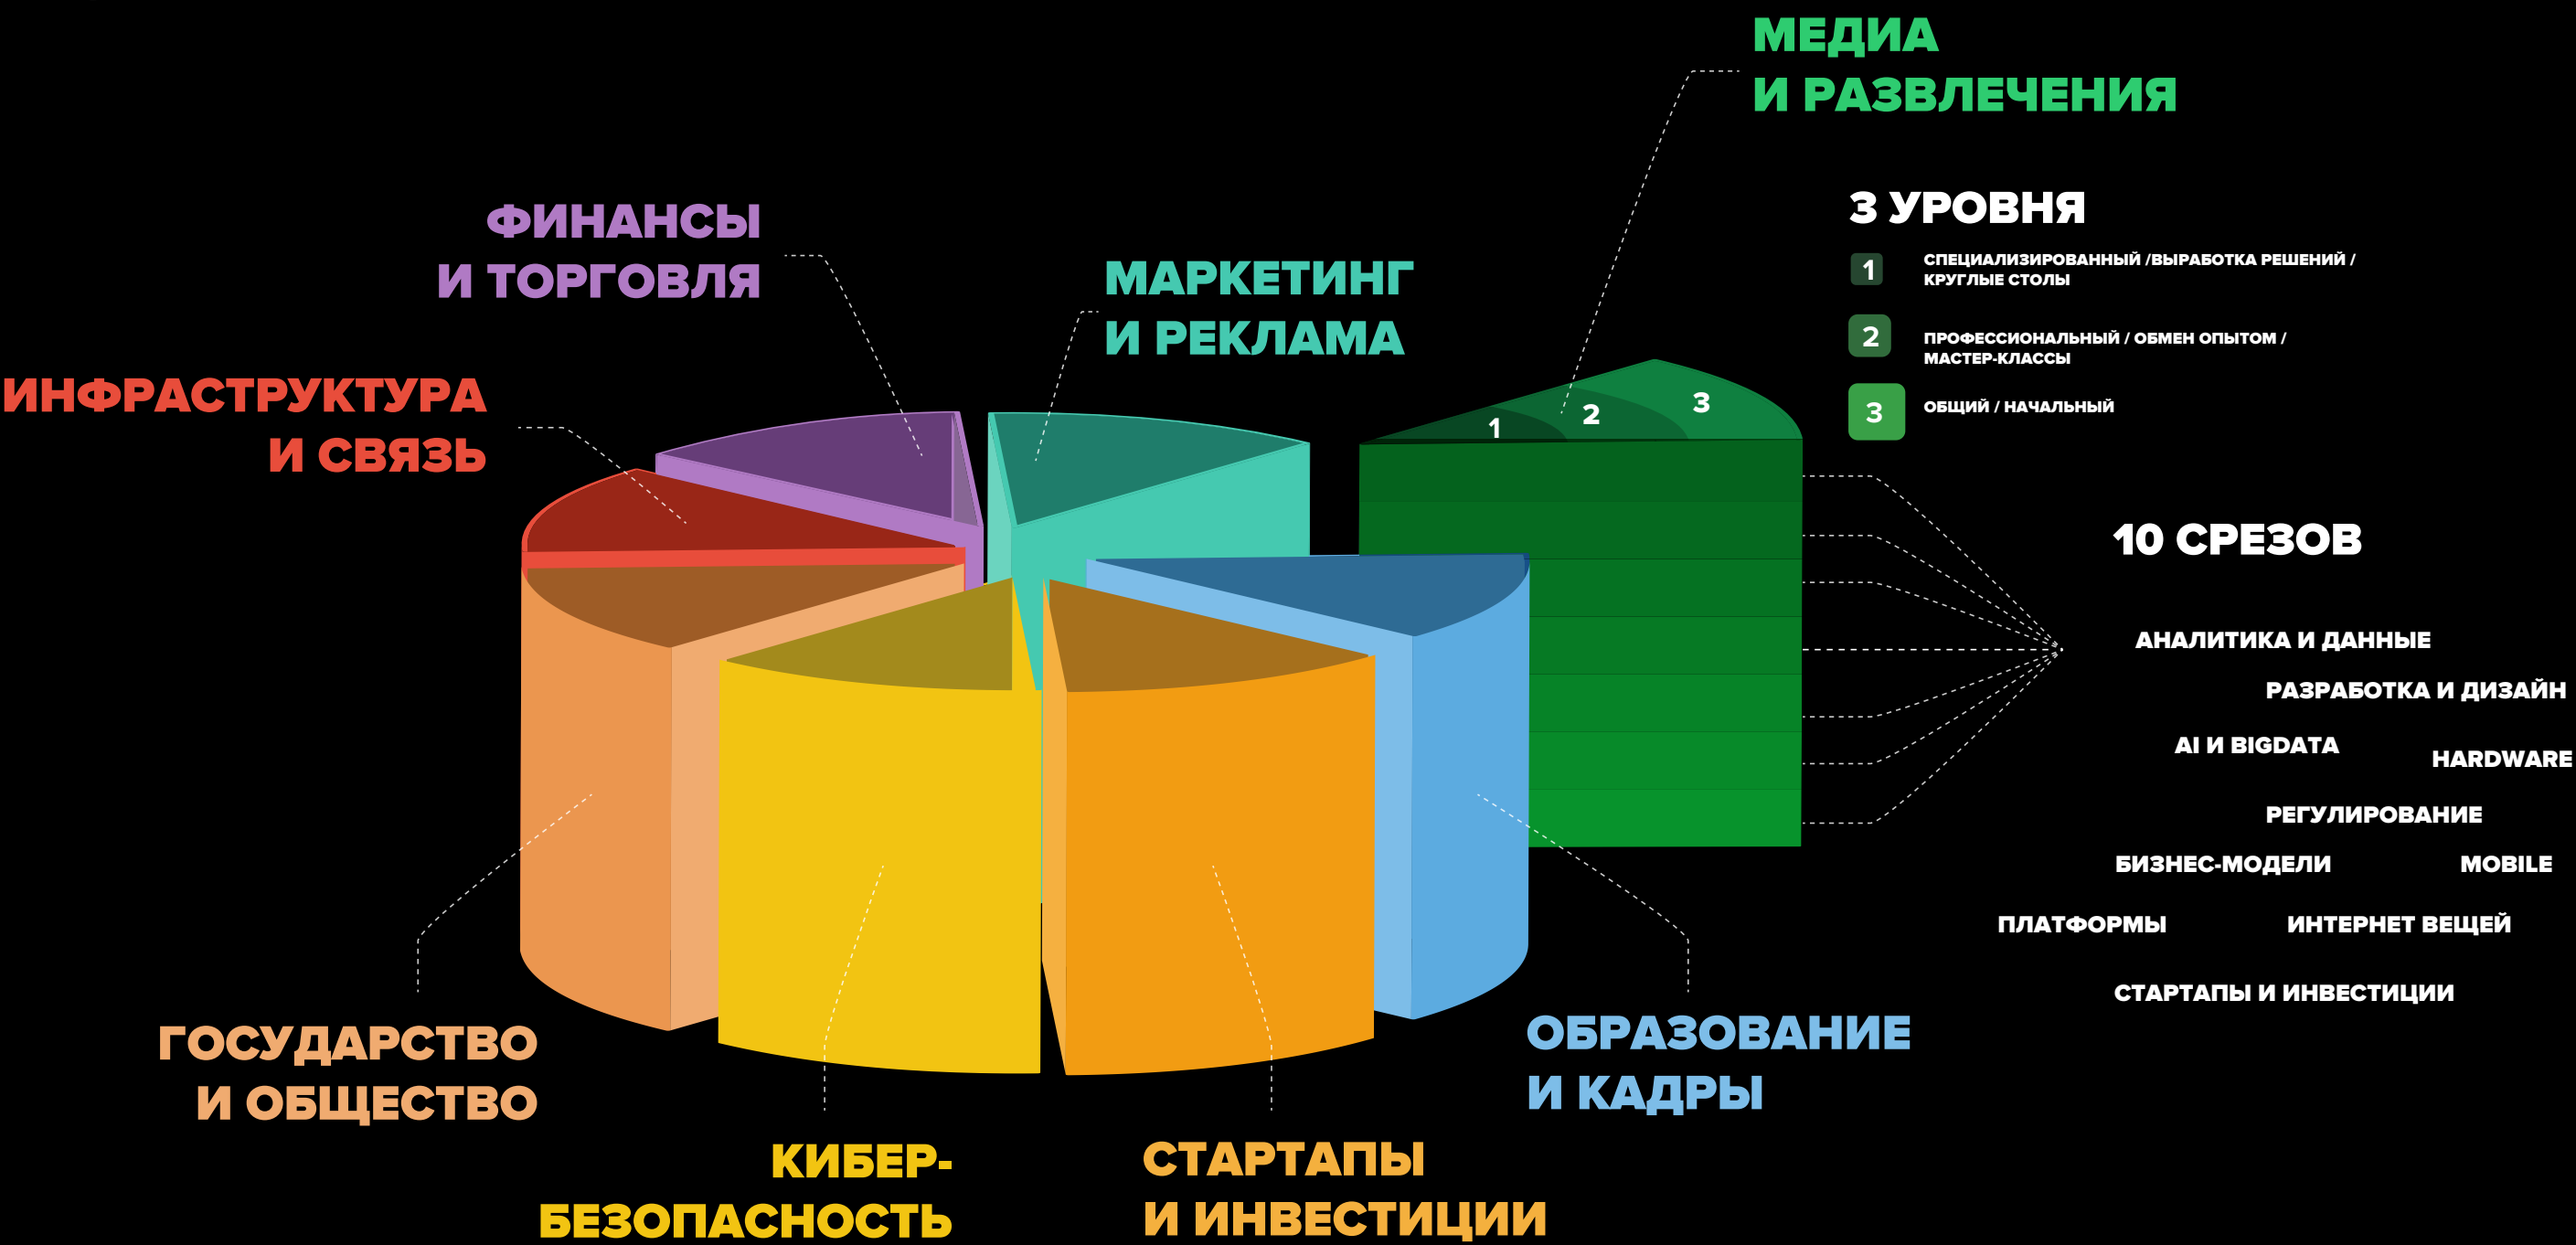 МЕДИА
И РАЗВЛЕЧЕНИЯ
ФИНАНСЫ
И ТОРГОВЛЯ
МАРКЕТИНГ
И РЕКЛАМА
ИНФРАСТРУКТУРА
И СВЯЗЬ
3 УРОВНЯ
1
СПЕЦИАЛИЗИРОВАННЫЙ /ВЫРАБОТКА РЕШЕНИЙ /
КРУГЛЫЕ СТОЛЫ
2
ПРОФЕССИОНАЛЬНЫЙ / ОБМЕН ОПЫТОМ /
МАСТЕР-КЛАССЫ
3
ОБЩИЙ / НАЧАЛЬНЫЙ
1
2
3
10 СРЕЗОВ
АНАЛИТИКА И ДАННЫЕ
РАЗРАБОТКА И ДИЗАЙН
AI И BIGDATA
HARDWARE
РЕГУЛИРОВАНИЕ
БИЗНЕС-МОДЕЛИ
MOBILE
ПЛАТФОРМЫ
ИНТЕРНЕТ ВЕЩЕЙ
СТАРТАПЫ И ИНВЕСТИЦИИ
ГОСУДАРСТВО
И ОБЩЕСТВО
КИБЕР-
БЕЗОПАСНОСТЬ
СТАРТАПЫ
И ИНВЕСТИЦИИ
ОБРАЗОВАНИЕ
И КАДРЫ